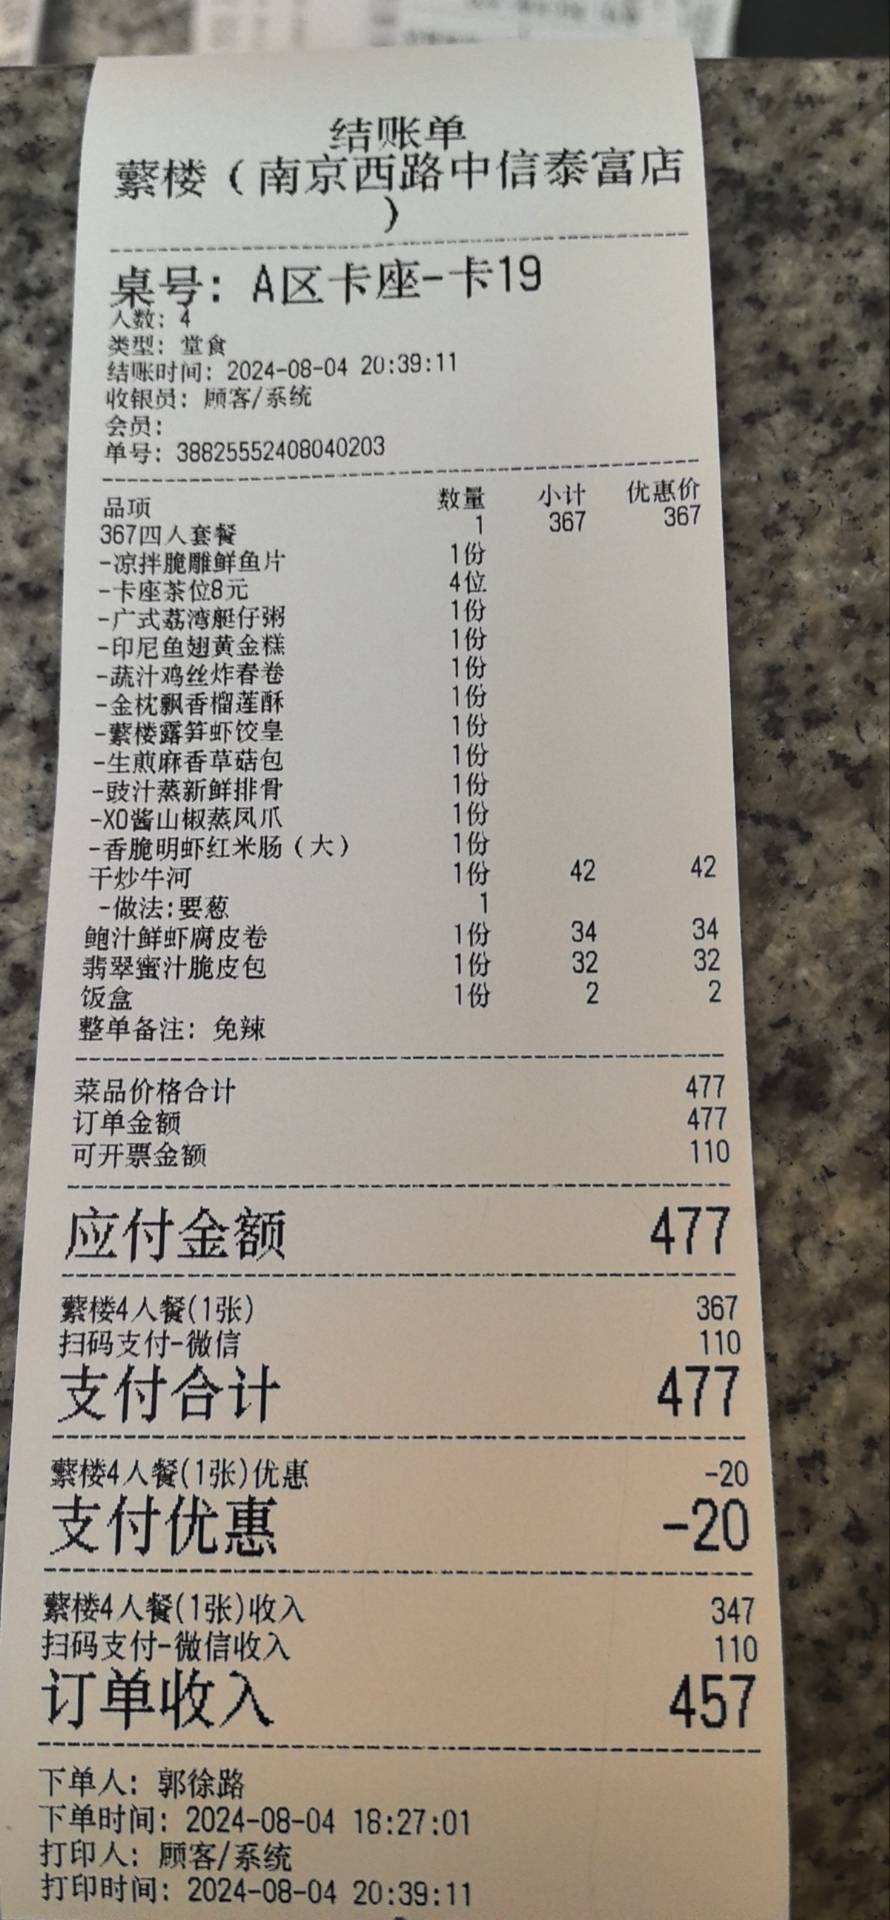 结账单
蘩楼（南京西路中信泰富店
）
桌号：A区卡座-卡19
人数：4
类型：堂食
结账时间：2024-08-04 20:39:11
收银员：顾客/系统
会员：
单号：38825552408040203
品项 数量 小计 优惠价
367四人套餐 1 367 367
-凉拌脆雕鲜鱼片 1份
-卡座茶位8元 4位
-广式荔湾艇仔粥 1份
-印尼鱼翅黄金糕 1份
-蔬汁鸡丝炸春卷 1份
-金枕飘香榴莲酥 1份
-蘩楼露笋虾饺皇 1份
-生煎麻香草菇包 1份
-豉汁蒸新鲜排骨 1份
-XO酱山椒蒸凤爪 1份
-香脆明虾红米肠（大） 1份
干炒牛河 1份 42 42
-做法:要葱 1
鲍汁鲜虾腐皮卷 1份 34 34
翡翠蜜汁脆皮包 1份 32 32
饭盒 1份 2 2
整单备注：免辣
菜品价格合计 477
订单金额 477
可开票金额 110
应付金额 477
蘩楼4人餐(1张) 367
扫码支付-微信 110
支付合计 477
蘩楼4人餐(1张)优惠 -20
支付优惠 -20
蘩楼4人餐(1张)收入 347
扫码支付-微信收入 110
订单收入 457
下单人：郭徐路
下单时间：2024-08-04 18:27:01
打印人：顾客/系统
打印时间：2024-08-04 20:39:11